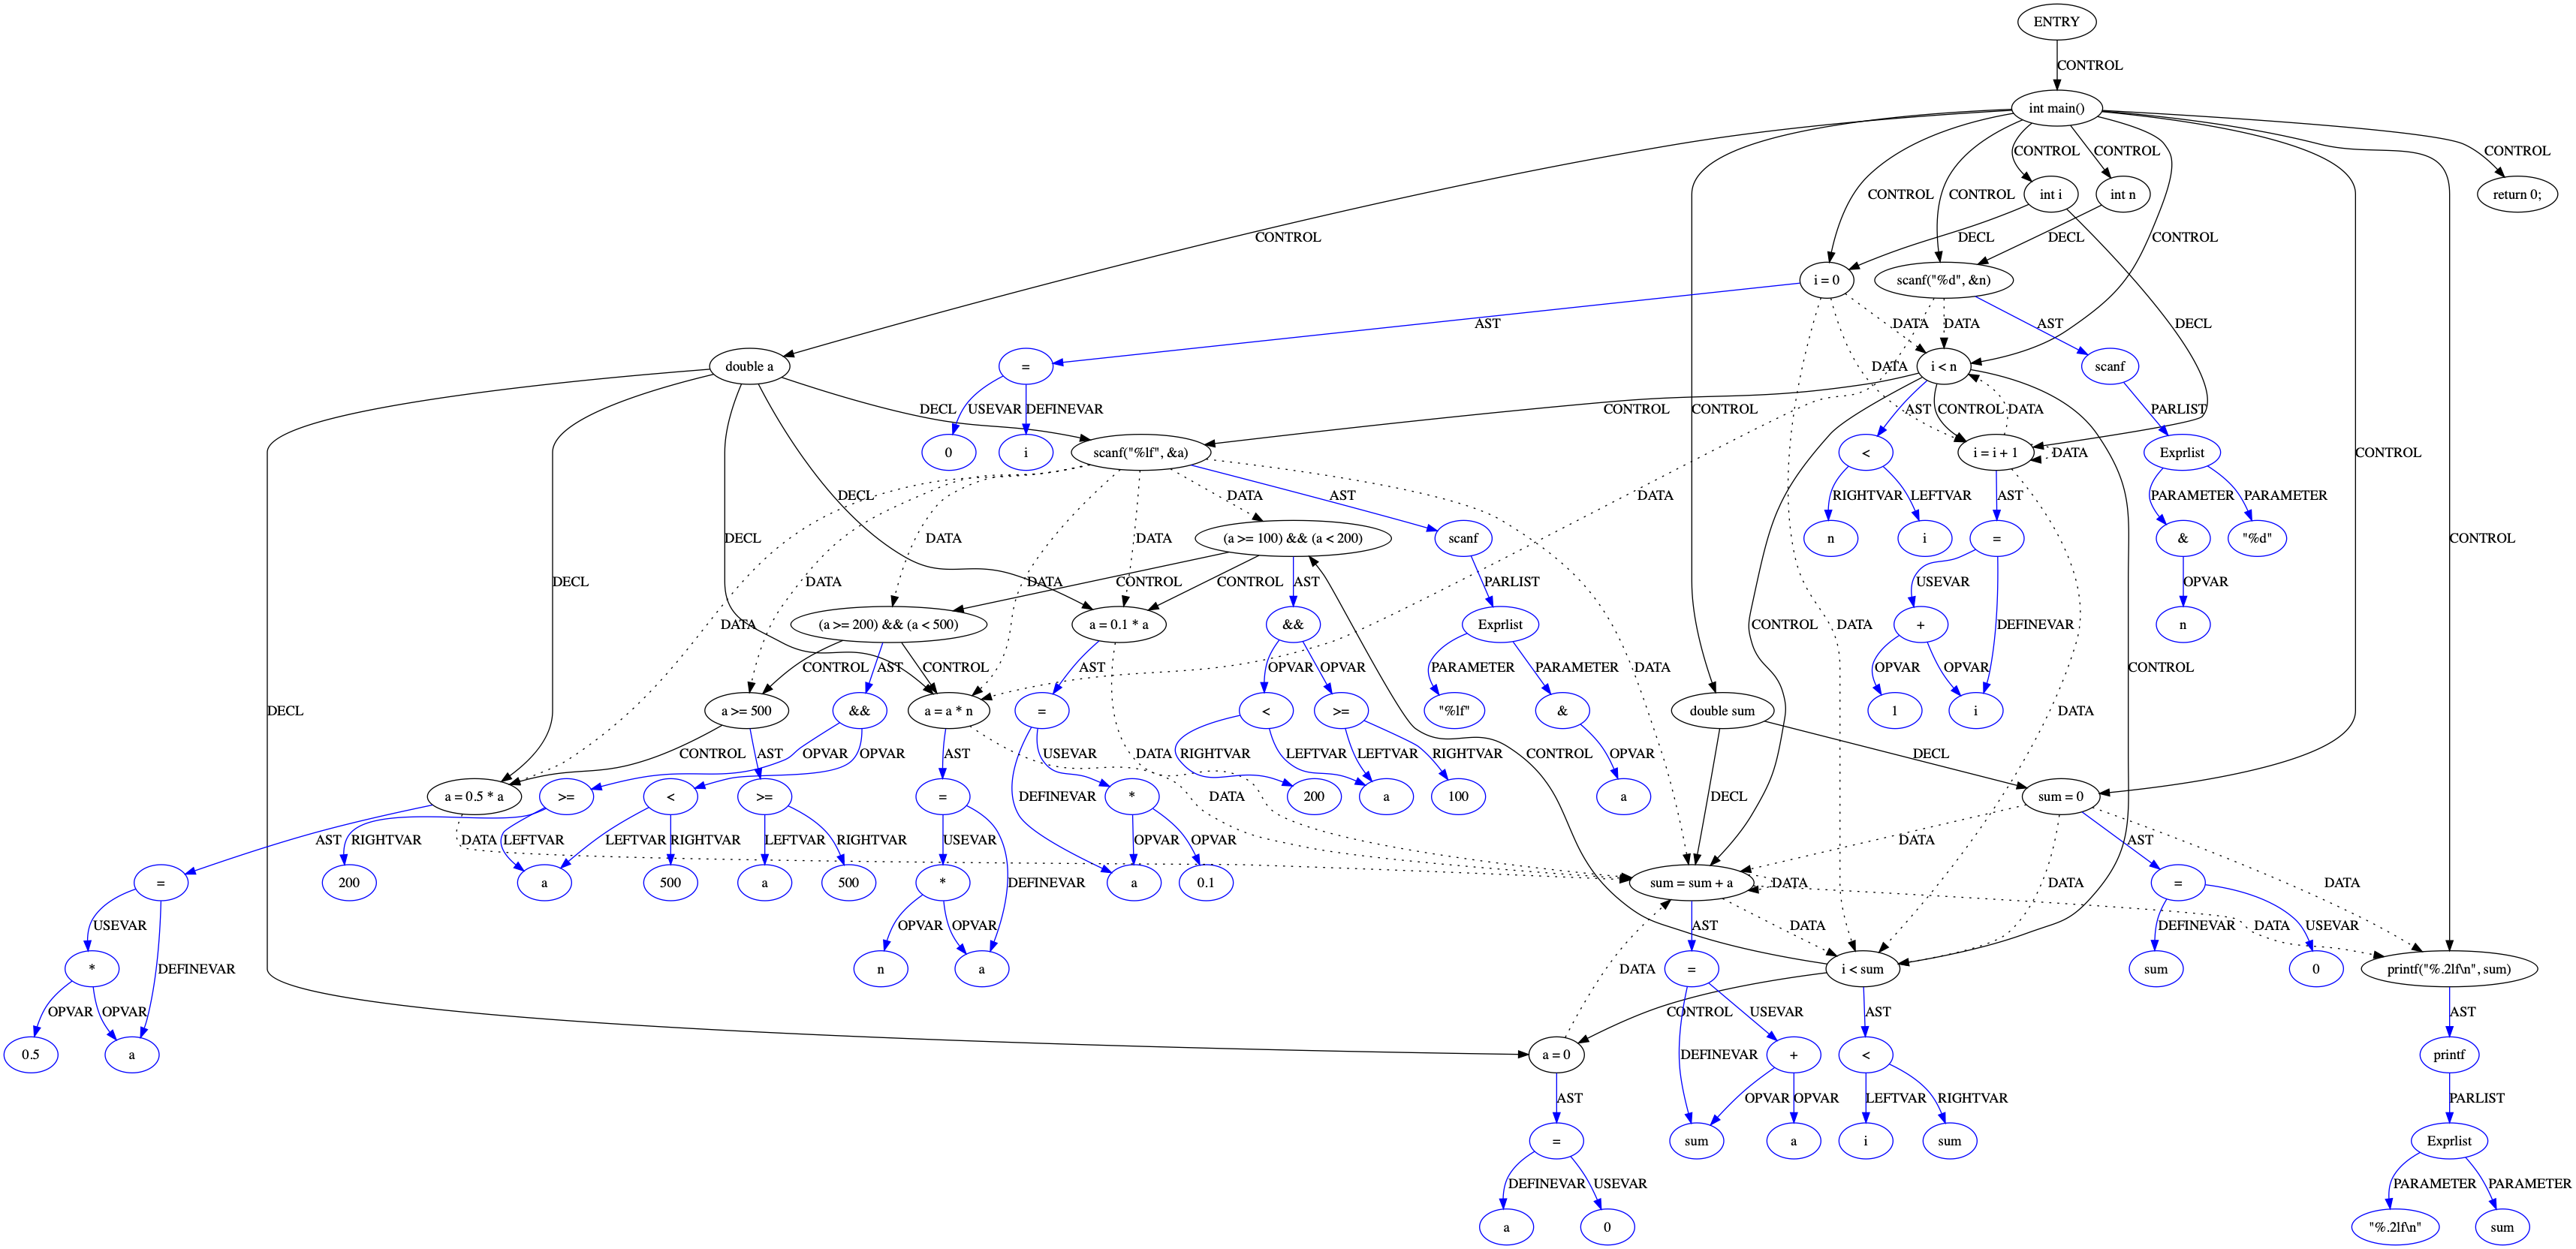 ENTRY
CONTROL
int main()
CONTROL CONTROL
CONTROL
CONTROL CONTROL int i int n return 0;
CONTROL DECL DECL CONTROL
i = 0 scanf("%d", &n)
AST DATA DATA AST DECL
double a = DATA i < n scanf
DECL USEVAR DEFINEVAR CONTROL CONTROL AST CONTROL DATA PARLIST
0 i scanf("%lf", &a) < i = i + 1 DATA Exprlist CONTROL
DECL DATA AST DATA RIGHTVAR LEFTVAR AST PARAMETER PARAMETER
DECL DATA DATA (a >= 100) && (a < 200) scanf n i = & "%d" CONTROL
DECL DATA DATA CONTROL CONTROL AST PARLIST USEVAR OPVAR
DATA (a >= 200) && (a < 500) a = 0.1 * a && Exprlist CONTROL DATA + DEFINEVAR n
CONTROL AST CONTROL AST OPVAR OPVAR PARAMETER PARAMETER DATA OPVAR OPVAR CONTROL
DECL a >= 500 && a = a * n = < >= "%lf" & double sum 1 i DATA
CONTROL AST OPVAR OPVAR AST USEVAR DATA RIGHTVAR LEFTVAR LEFTVAR RIGHTVAR CONTROL OPVAR DECL
a = 0.5 * a >= < >= = DEFINEVAR * DATA 200 a 100 a DECL sum = 0
AST RIGHTVAR DATA LEFTVAR LEFTVAR RIGHTVAR LEFTVAR RIGHTVAR USEVAR OPVAR OPVAR DATA AST
= 200 a 500 a 500 * DEFINEVAR a 0.1 sum = sum + a DATA DATA = DATA
USEVAR OPVAR OPVAR AST DATA DEFINEVAR USEVAR DATA
* DEFINEVAR n a DATA = i < sum sum 0 printf("%.2lf\n", sum)
OPVAR OPVAR CONTROL USEVAR AST AST
0.5 a a = 0 DEFINEVAR + < printf
AST OPVAR OPVAR LEFTVAR RIGHTVAR PARLIST
= sum a i sum Exprlist
DEFINEVAR USEVAR PARAMETER PARAMETER
a 0 "%.2lf\n" sum